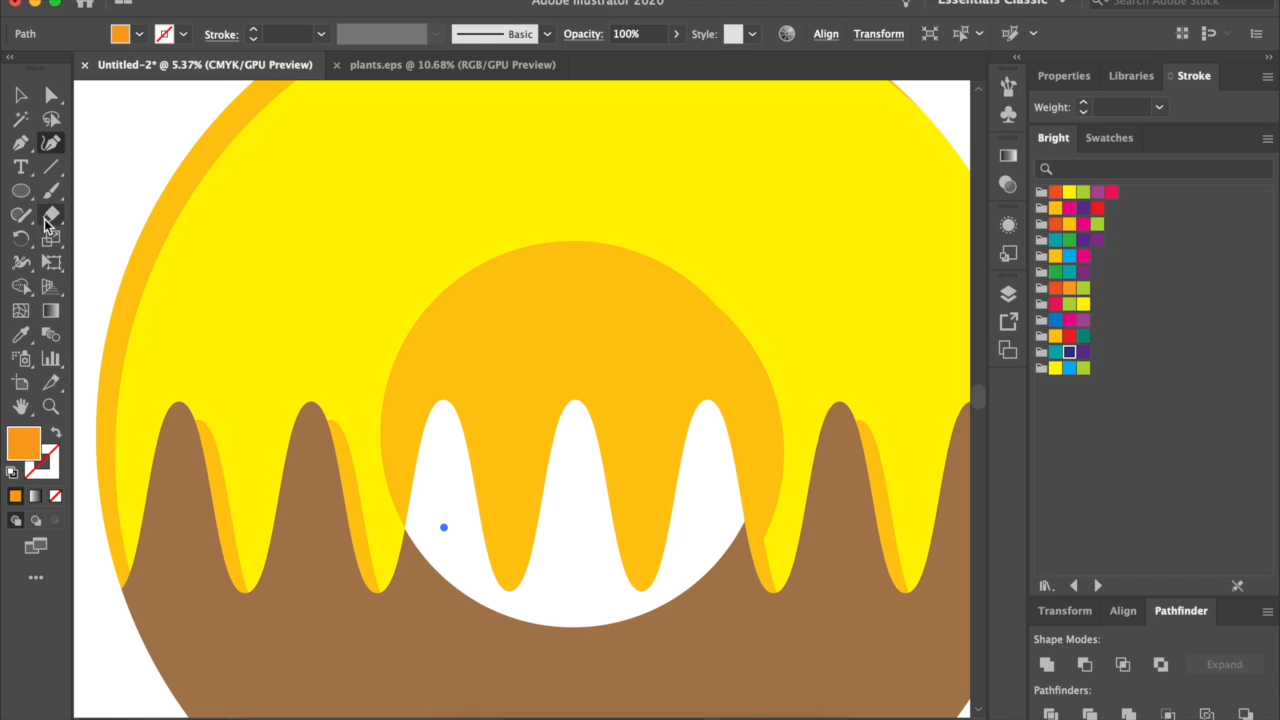 Adobe Illustrator 2020
Essentials Classic
Search Adobe Stock
Path
Stroke:
Basic
Opacity: 100%
Style:
Align
Transform
× Untitled-2* @ 5.37% (CMYK/GPU Preview)
× plants.eps @ 10.68% (RGB/GPU Preview)
Properties
Libraries
Stroke
Weight:
Bright
Swatches
Transform
Align
Pathfinder
Shape Modes:
Expand
Pathfinders: